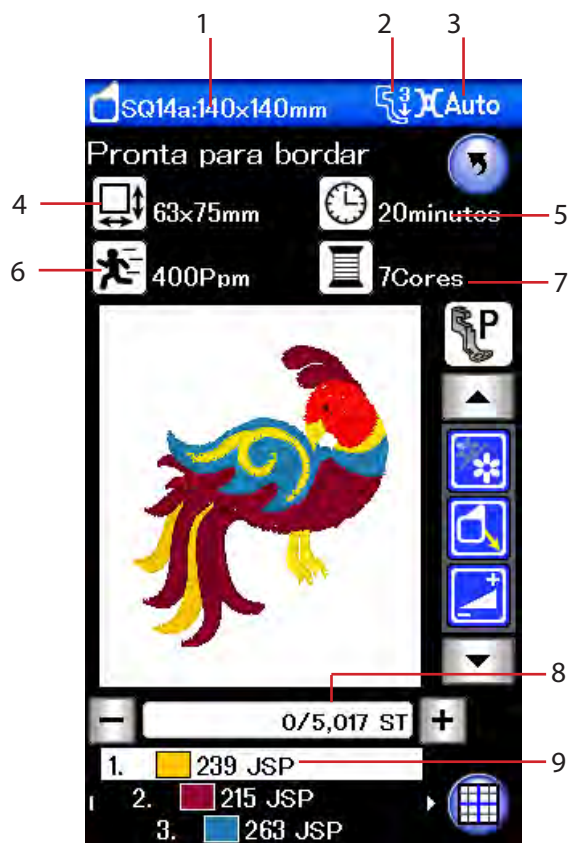 1 2 3
SQ14a:140x140mm 3 Auto
Pronta para bordar
4 63x75mm 20minutos 5
6 400Ppm 7Cores 7
P
8
0/5,017 ST
1. 239 JSP 9
2. 215 JSP
3. 263 JSP